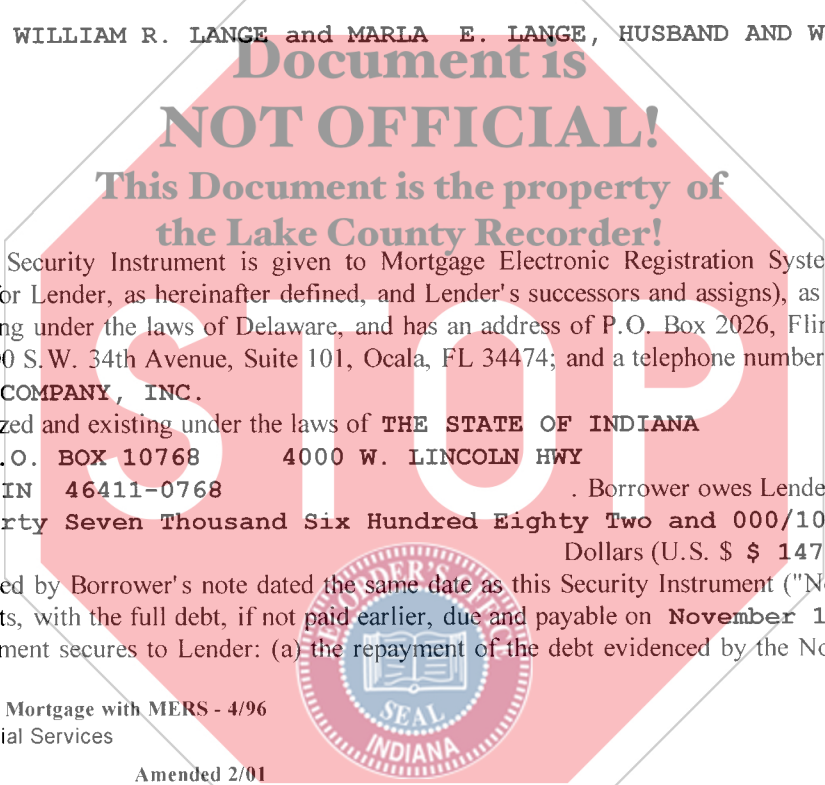 WILLIAM R. LANGE and MARLA E. LANGE, HUSBAND AND W
Document is
NOT OFFICIAL!
This Document is the property of
the Lake County Recorder!
Security Instrument is given to Mortgage Electronic Registration Syste
or Lender, as hereinafter defined, and Lender's successors and assigns), as
ng under the laws of Delaware, and has an address of P.O. Box 2026, Flin
0 S.W. 34th Avenue, Suite 101, Ocala, FL 34474; and a telephone number
COMPANY, INC.
zed and existing under the laws of THE STATE OF INDIANA
.O. BOX 10768 4000 W. LINCOLN HWY
IN 46411-0768 . Borrower owes Lende
rty Seven Thousand Six Hundred Eighty Two and 000/10
Dollars (U.S. $ $ 147
ed by Borrower's note dated the same date as this Security Instrument ("No
ts, with the full debt, if not paid earlier, due and payable on November 1
ment secures to Lender: (a) the repayment of the debt evidenced by the No
STOP
RECORDER'S OFFICE
SEAL
INDIANA
Mortgage with MERS - 4/96
ial Services
Amended 2/01